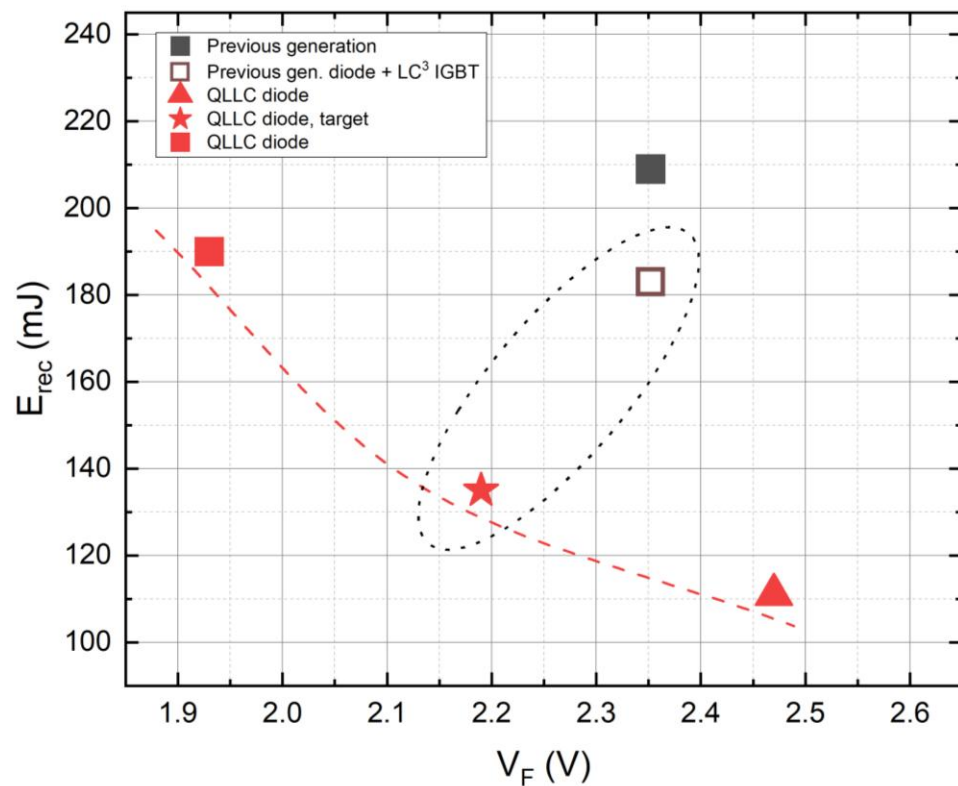 240
220
200
180
160
140
120
100
E_rec (mJ)
Previous generation
Previous gen. diode + LC³ IGBT
QLLC diode
QLLC diode, target
QLLC diode
1.9 2.0 2.1 2.2 2.3 2.4 2.5 2.6
V_F (V)